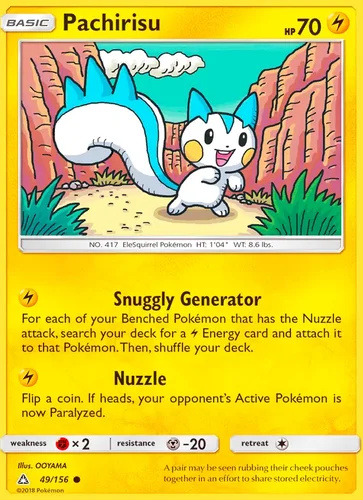 BASIC Pachirisu HP 70
NO. 417 EleSquirrel Pokémon HT: 1'04" WT: 8.6 lbs.
Snuggly Generator
For each of your Benched Pokémon that has the Nuzzle
attack, search your deck for a Energy card and attach it
to that Pokémon. Then, shuffle your deck.
Nuzzle
Flip a coin. If heads, your opponent's Active Pokémon is
now Paralyzed.
weakness × 2 resistance -20 retreat
Illus. OOYAMA
49/156
©2018 Pokémon
A pair may be seen rubbing their cheek pouches
together in an effort to share stored electricity.